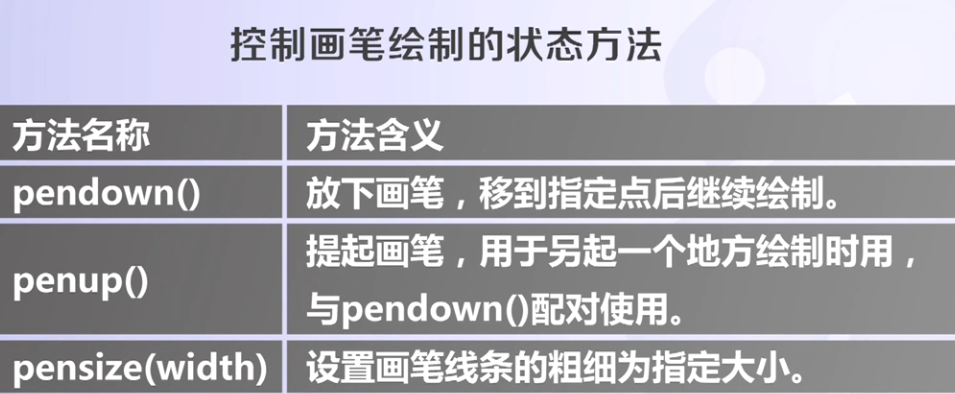 控制画笔绘制的状态方法
方法名称 方法含义
pendown() 放下画笔，移到指定点后继续绘制。
penup() 提起画笔，用于另起一个地方绘制时用，
与pendown()配对使用。
pensize(width) 设置画笔线条的粗细为指定大小。